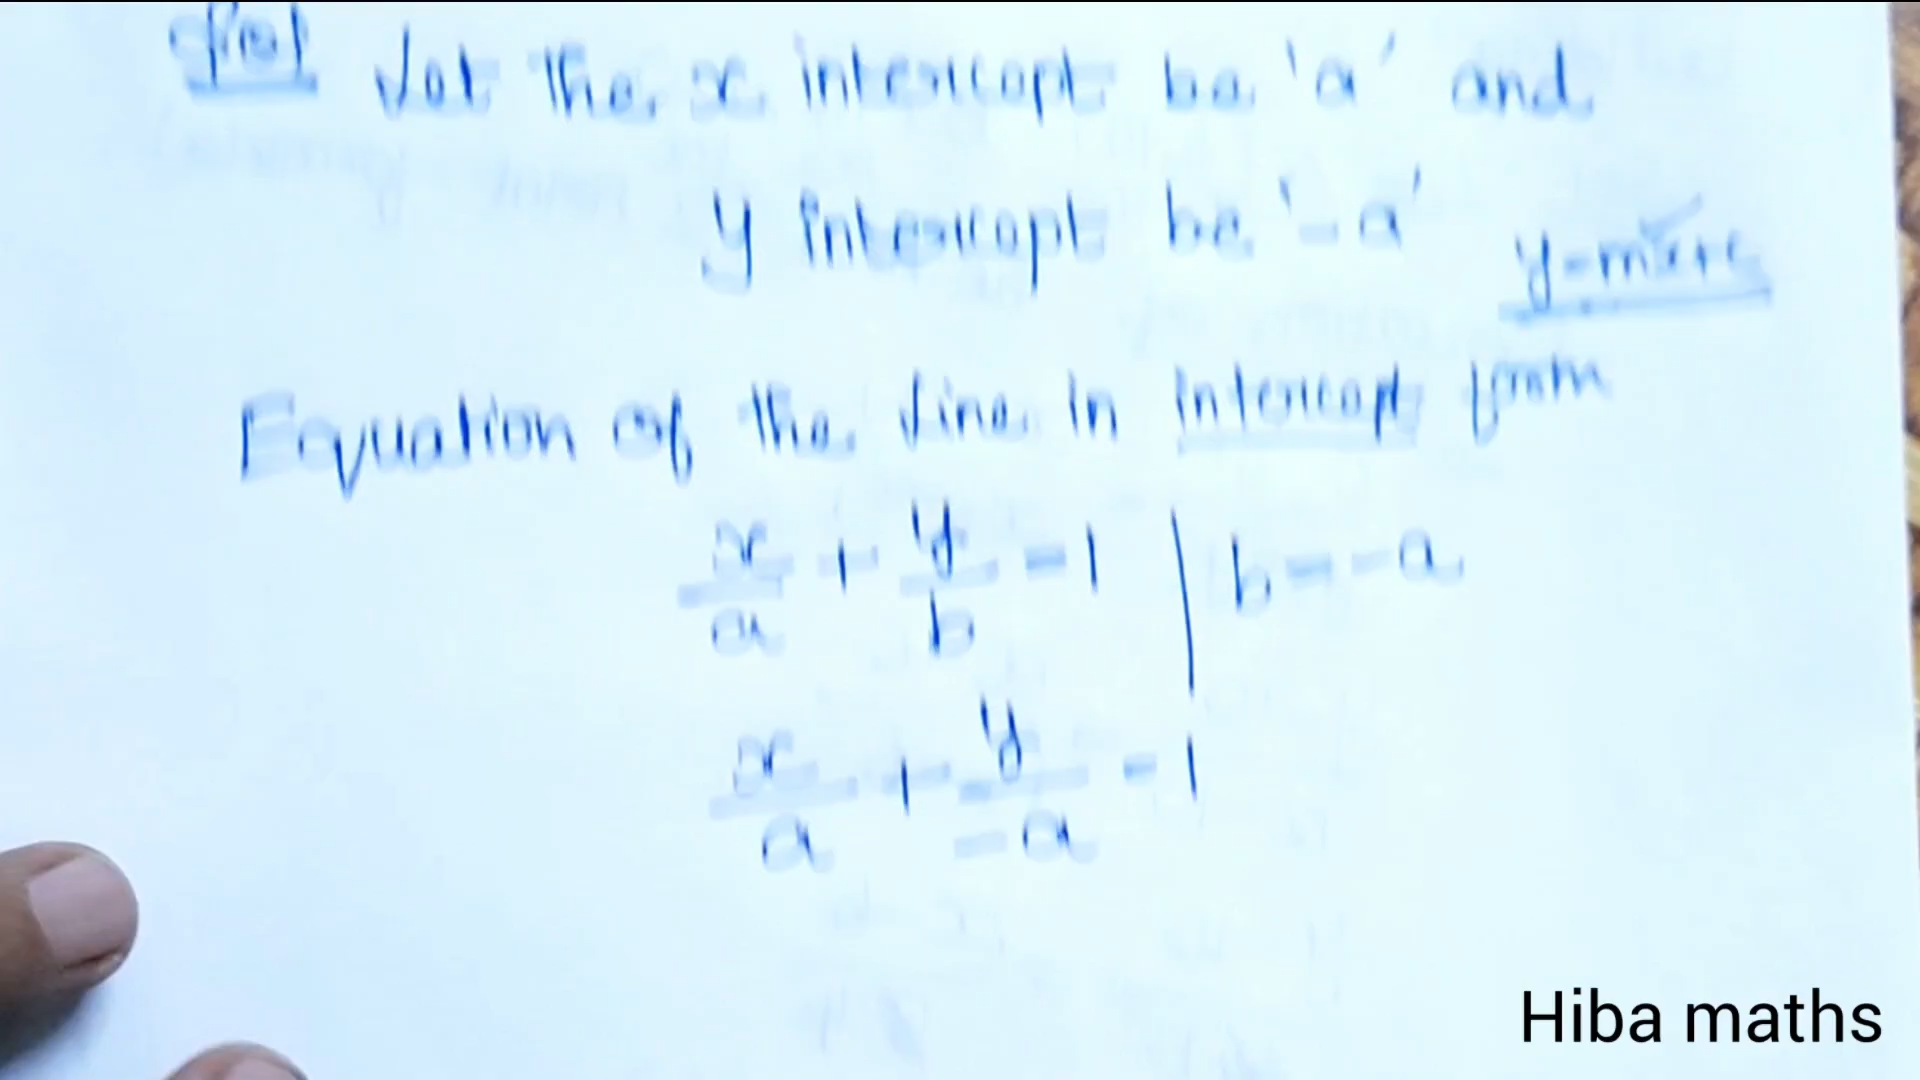 Sol Let the x intercept be 'a' and
y intercept be '-a'
y=mx+c
Equation of the line in intercept from
x/a + y/b = 1 | b = -a
x/a + y/-a = 1
Hiba maths